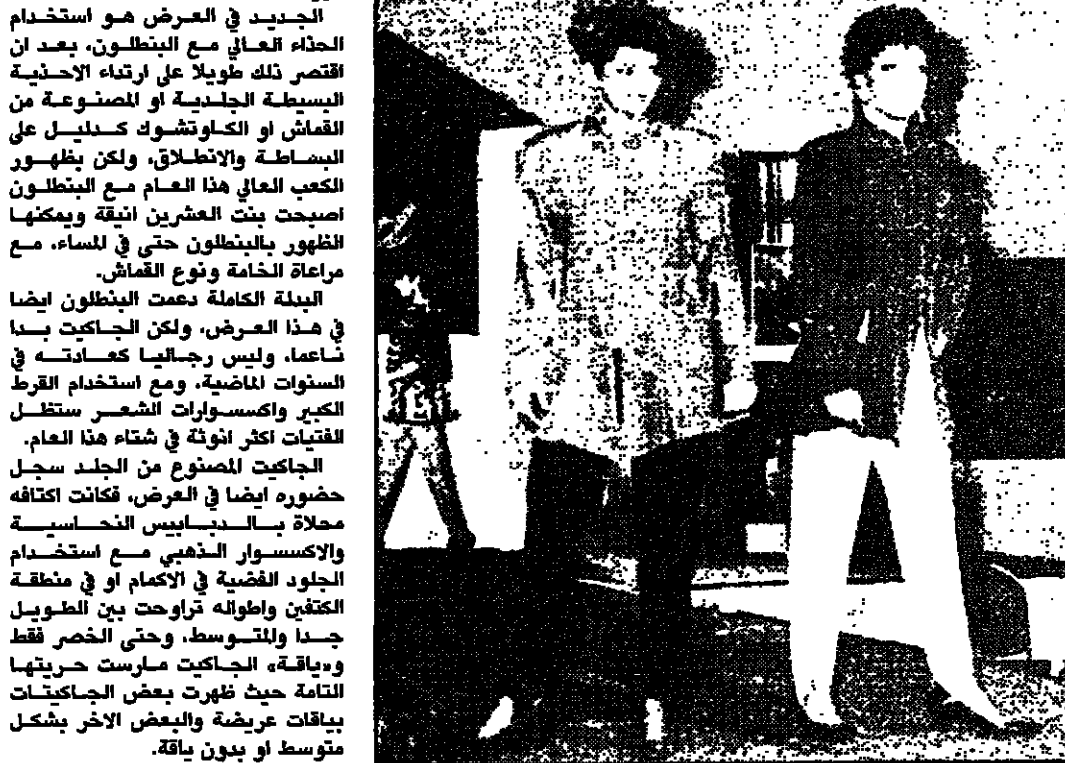 الجديد في العرض هو استخدام
الحذاء العالي مع البنطلون، بعد ان
اقتصر ذلك طويلا على ارتداء الاحذية
البسيطة الجلدية او المصنوعة من
القماش او الكاوتشوك كدليل على
البساطة والانطلاق، ولكن بظهور
الكعب العالي هذا العام مع البنطلون
اصبحت بنت العشرين انيقة ويمكنها
الظهور بالبنطلون حتى في المساء، مع
مراعاة الخامة ونوع القماش.
البدلة الكاملة دعمت البنطلون ايضا
في هذا العرض، ولكن الجاكيت بدا
ناعما، وليس رجاليا كعادته في
السنوات الماضية، ومع استخدام القرط
الكبير واكسسوارات الشعر ستظل
الفتيات اكثر انوثة في شتاء هذا العام.
الجاكيت المصنوع من الجلد سجل
حضوره ايضا في العرض، فكانت اكتافه
محلاة بالدبابيس النحاسية
والاكسسوار الذهبي مع استخدام
الجلود الفضية في الاكمام او في منطقة
الكتفين واطواله تراوحت بين الطويل
جدا والمتوسط، وحتى الخصر فقط
و«ياقة» الجاكيت مارست حريتها
التامة حيث ظهرت بعض الجاكيتات
بياقات عريضة والبعض الاخر بشكل
متوسط او بدون ياقة.